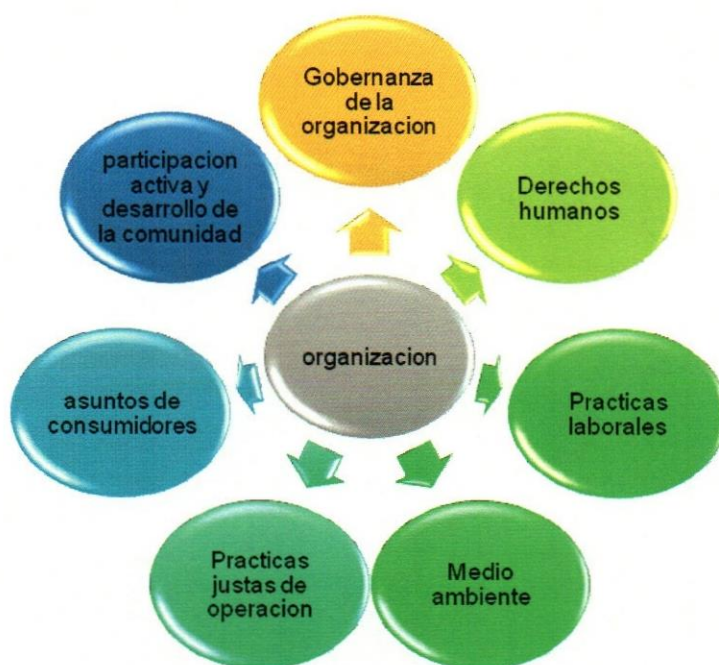 Gobernanza
de la
organizacion
Derechos
humanos
Practicas
laborales
Medio
ambiente
Practicas
justas de
operacion
asuntos de
consumidores
participacion
activa y
desarrollo de
la comunidad
organizacion